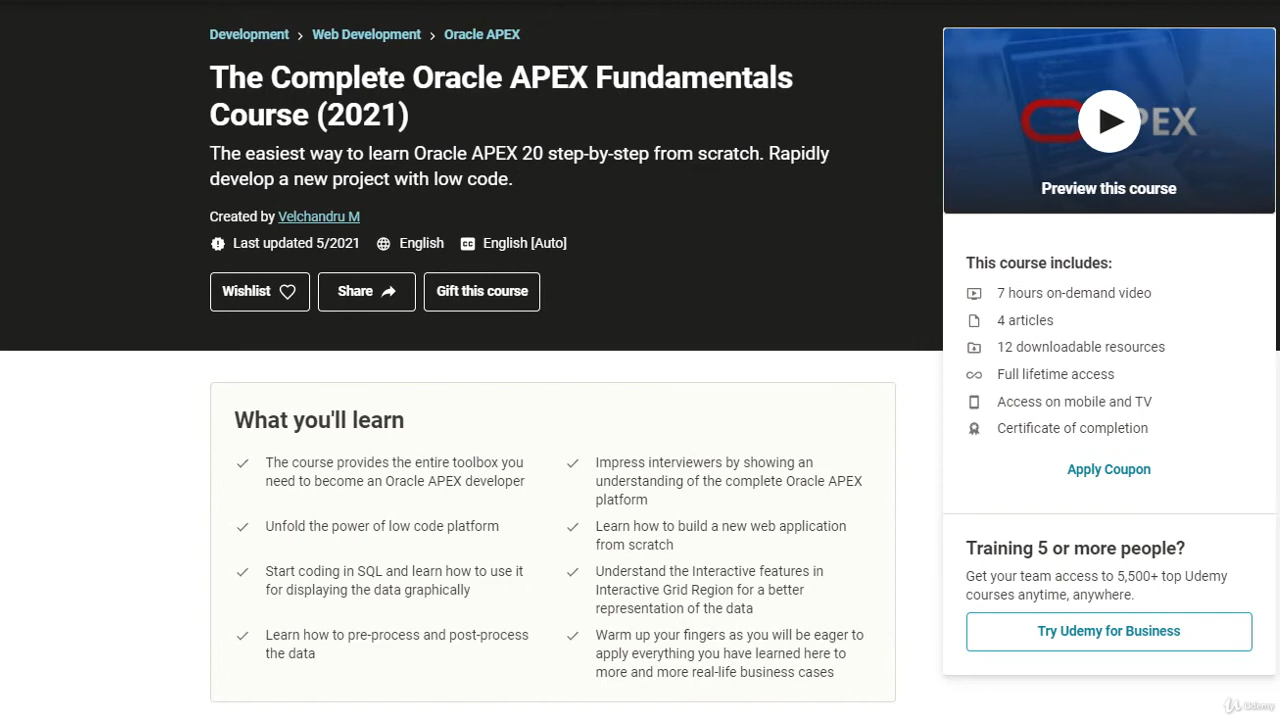 Development > Web Development > Oracle APEX
The Complete Oracle APEX Fundamentals
Course (2021)
The easiest way to learn Oracle APEX 20 step-by-step from scratch. Rapidly
develop a new project with low code.
Created by Velchandru M
Last updated 5/2021 English CC English [Auto]
Wishlist Share Gift this course
What you'll learn
The course provides the entire toolbox you
need to become an Oracle APEX developer
Unfold the power of low code platform
Start coding in SQL and learn how to use it
for displaying the data graphically
Learn how to pre-process and post-process
the data
Impress interviewers by showing an
understanding of the complete Oracle APEX
platform
Learn how to build a new web application
from scratch
Understand the Interactive features in
Interactive Grid Region for a better
representation of the data
Warm up your fingers as you will be eager to
apply everything you have learned here to
more and more real-life business cases
PEX
Preview this course
This course includes:
7 hours on-demand video
4 articles
12 downloadable resources
Full lifetime access
Access on mobile and TV
Certificate of completion
Apply Coupon
Training 5 or more people?
Get your team access to 5,500+ top Udemy
courses anytime, anywhere.
Try Udemy for Business
Udemy